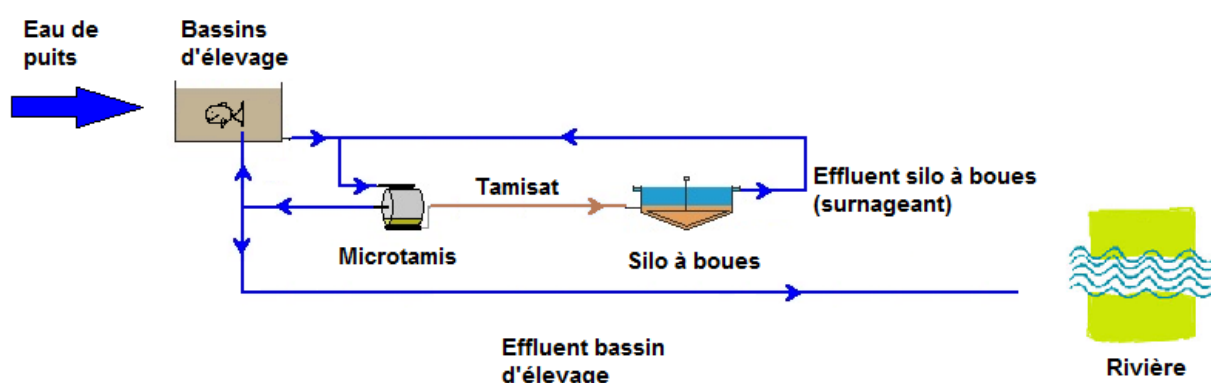 Eau de
puits
Bassins
d'élevage
Tamisat
Effluent silo à boues
(surnageant)
Microtamis
Silo à boues
Effluent bassin
d'élevage
Rivière